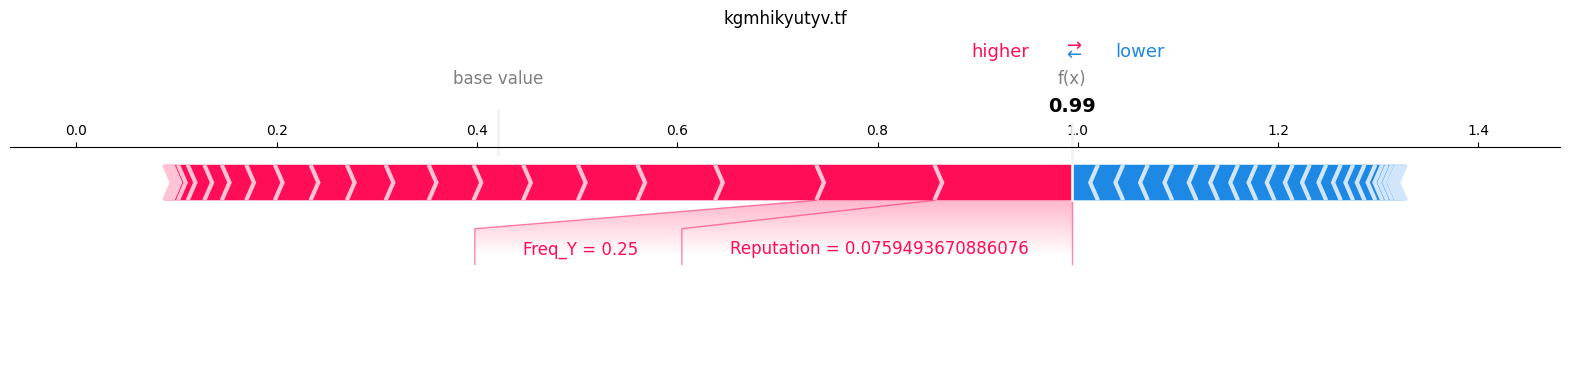 kgmhikyutyv.tf
higher → ← lower
base value f(x)
0.99
0.0 0.2 0.4 0.6 0.8 1.0 1.2 1.4
Freq_Y = 0.25 Reputation = 0.0759493670886076